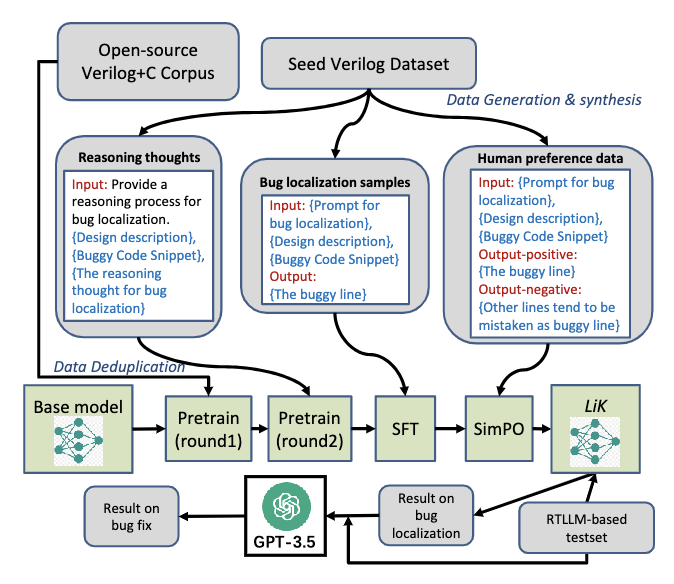 Open-source
Verilog+C Corpus
Seed Verilog Dataset
Data Generation & synthesis
Reasoning thoughts
Input: Provide a
reasoning process for
bug localization.
{Design description},
{Buggy Code Snippet},
{The reasoning
thought for bug
localization}
Bug localization samples
Input: {Prompt for
bug localization},
{Design description},
{Buggy Code Snippet}
Output:
{The buggy line}
Human preference data
Input: {Prompt for bug
localization},
{Design description},
{Buggy Code Snippet}
Output-positive:
{The buggy line}
Output-negative:
{Other lines tend to be
mistaken as buggy line}
Data Deduplication
Base model
Pretrain
(round1)
Pretrain
(round2)
SFT
SimPO
LiK
Result on
bug fix
GPT-3.5
Result on
bug
localization
RTLLM-based
testset